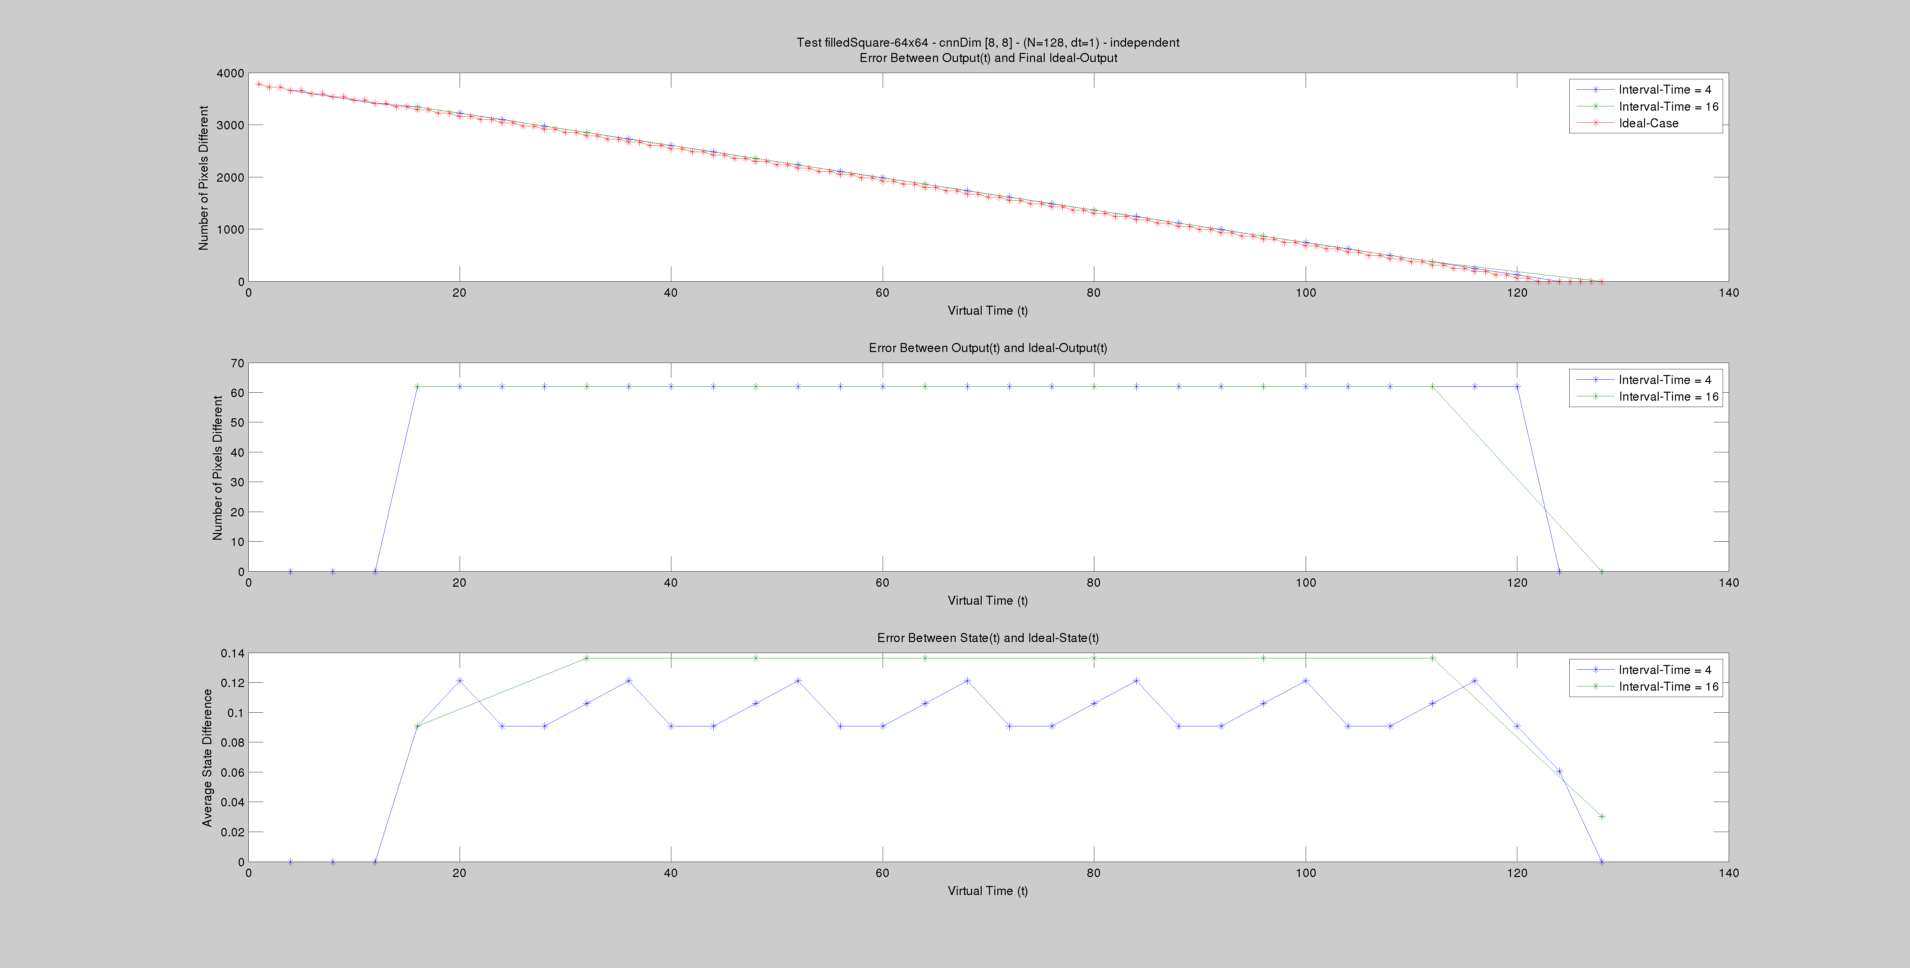 Test filledSquare-64x64 - cnnDim [8, 8] - (N=128, dt=1) - independent
Error Between Output(t) and Final Ideal-Output
Number of Pixels Different
4000
3000
2000
1000
0
Interval-Time = 4
Interval-Time = 16
Ideal-Case
0 20 40 60 80 100 120 140
Virtual Time (t)
Error Between Output(t) and Ideal-Output(t)
Number of Pixels Different
70
60
50
40
30
20
10
0
Interval-Time = 4
Interval-Time = 16
0 20 40 60 80 100 120 140
Virtual Time (t)
Error Between State(t) and Ideal-State(t)
Average State Difference
0.14
0.12
0.1
0.08
0.06
0.04
0.02
0
Interval-Time = 4
Interval-Time = 16
0 20 40 60 80 100 120 140
Virtual Time (t)